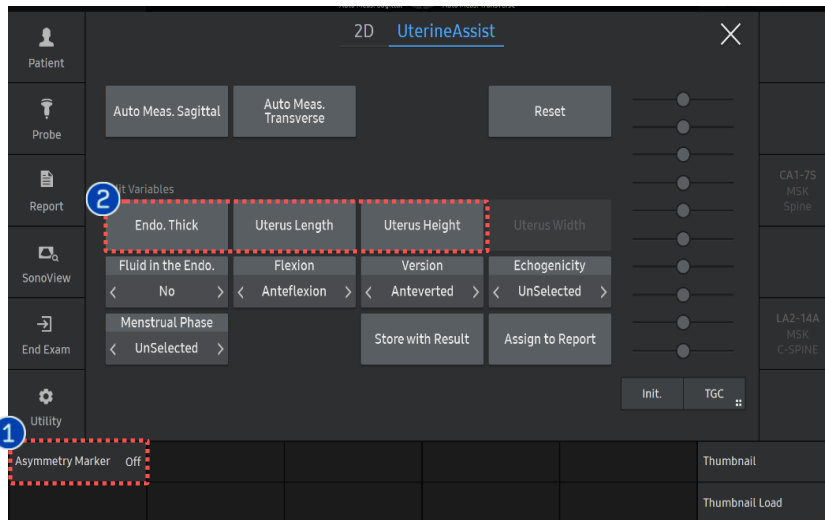 2D UterineAssist
Patient
Auto Meas. Sagittal
Auto Meas.
Transverse
Reset
Probe
Report
2
dit Variables
CA1-7S
MSK
Spine
Endo. Thick
Uterus Length
Uterus Height
Uterus Width
SonoView
Fluid in the Endo.
< No >
Flexion
< Anteflexion >
Version
< Anteverted >
Echogenicity
< UnSelected >
End Exam
Menstrual Phase
< UnSelected >
Store with Result
Assign to Report
LA2-14A
MSK
C-SPINE
Utility
Init.
TGC
1
Asymmetry Marker Off
Thumbnail
Thumbnail Load